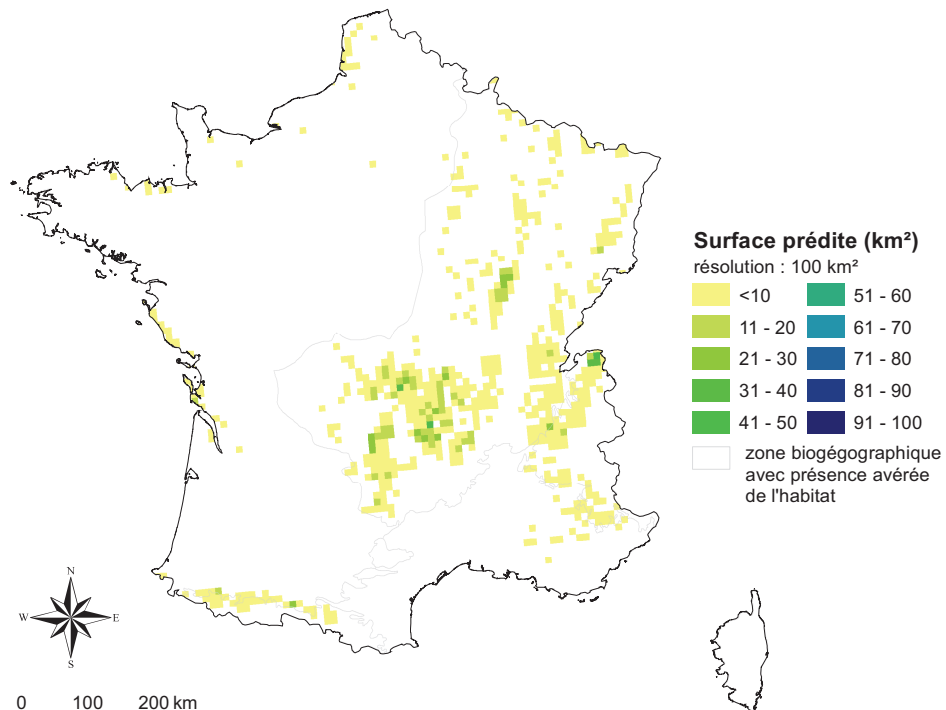 Surface prédite (km²)
résolution : 100 km²
<10
51 - 60
11 - 20
61 - 70
21 - 30
71 - 80
31 - 40
81 - 90
41 - 50
91 - 100
zone biogégographique
avec présence avérée
de l'habitat
N
W
E
S
0 100 200 km